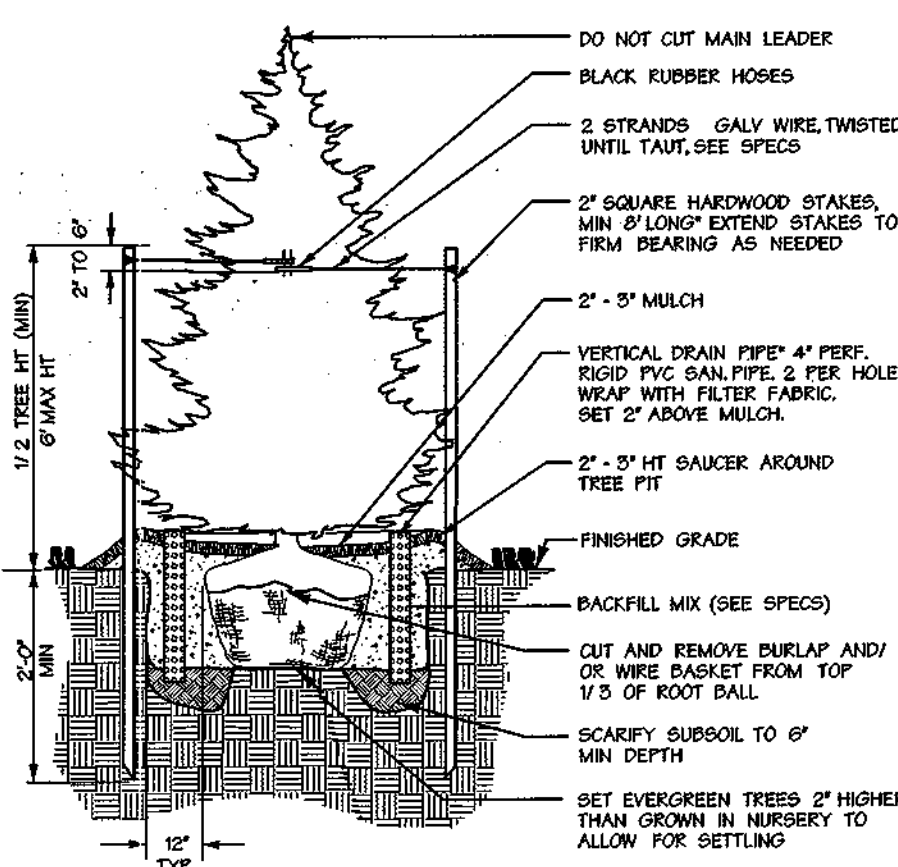 DO NOT CUT MAIN LEADER
BLACK RUBBER HOSES
2 STRANDS GALV WIRE, TWISTED
UNTIL TAUT, SEE SPECS
2" SQUARE HARDWOOD STAKES,
MIN 8' LONG" EXTEND STAKES TO
FIRM BEARING AS NEEDED
2" - 3" MULCH
VERTICAL DRAIN PIPE" 4" PERF.
RIGID PVC SAN. PIPE. 2 PER HOLE
WRAP WITH FILTER FABRIC.
SET 2" ABOVE MULCH.
2" - 3" HT SAUCER AROUND
TREE PIT
FINISHED GRADE
BACKFILL MIX (SEE SPECS)
CUT AND REMOVE BURLAP AND/
OR WIRE BASKET FROM TOP
1/3 OF ROOT BALL
SCARIFY SUBSOIL TO 6"
MIN DEPTH
SET EVERGREEN TREES 2" HIGHER
THAN GROWN IN NURSERY TO
ALLOW FOR SETTLING
2" TO 6"
1/2 TREE HT (MIN)
6' MAX HT
2'-0"
MIN
12"
TYP